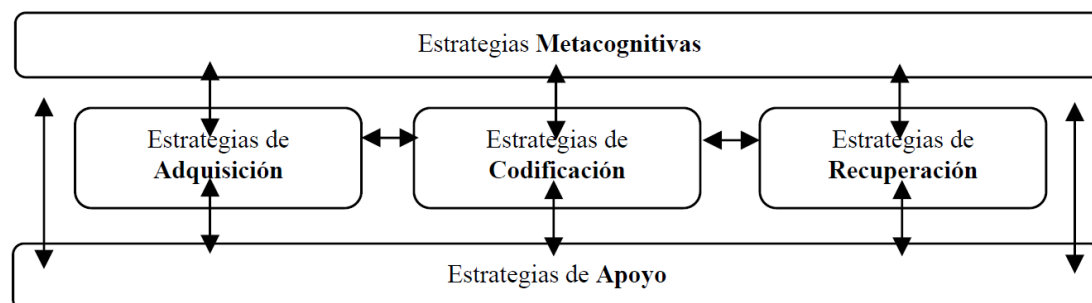 Estrategias Metacognitivas
Estrategias de
Adquisición
Estrategias de
Codificación
Estrategias de
Recuperación
Estrategias de Apoyo